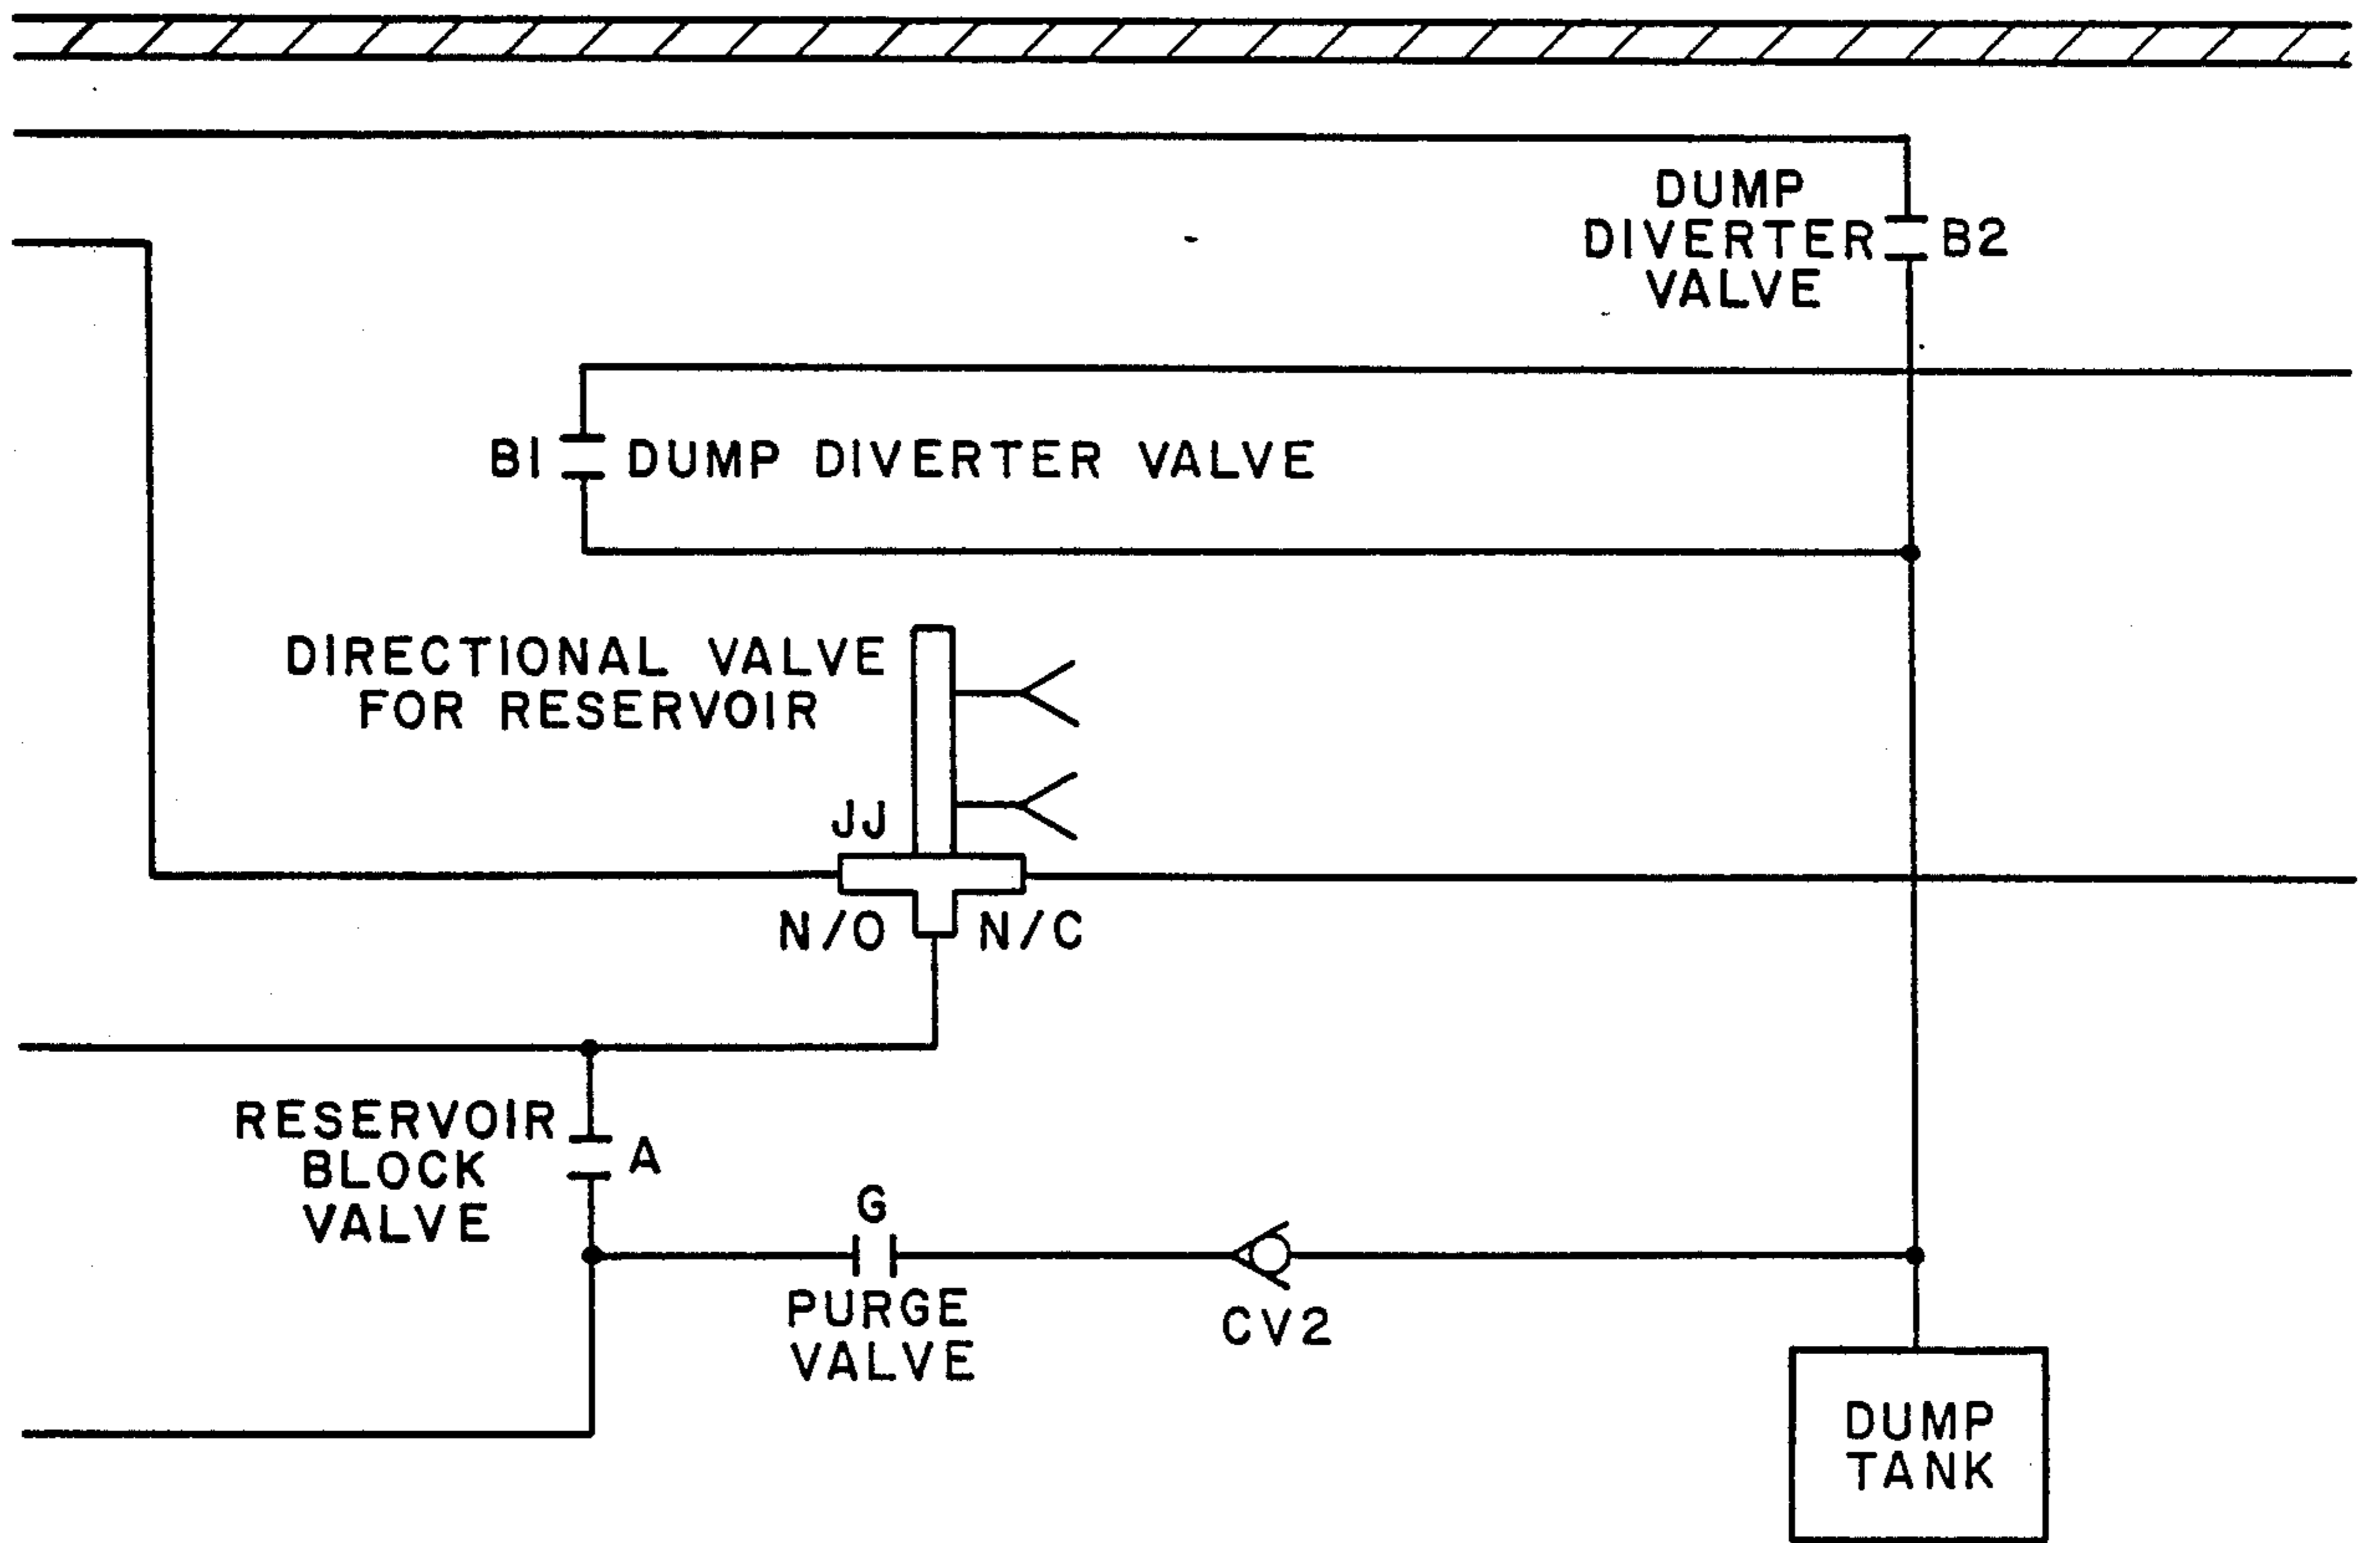 DUMP
DIVERTER B2
VALVE
B1 DUMP DIVERTER VALVE
DIRECTIONAL VALVE
FOR RESERVOIR
JJ
N/O N/C
RESERVOIR
BLOCK
VALVE
A
G
PURGE
VALVE
CV2
DUMP
TANK